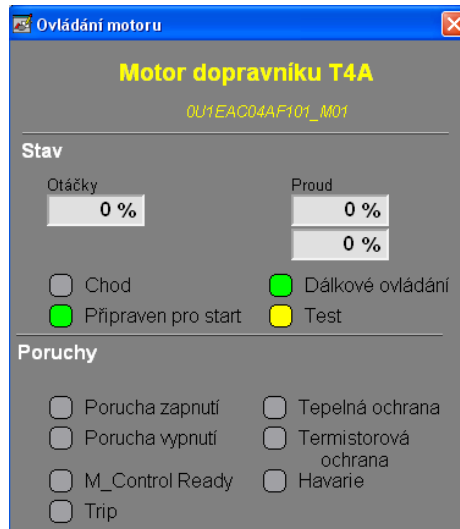 Ovládání motoru
Motor dopravníku T4A
0U1EAC04AF101_M01
Stav
Otáčky Proud
0 % 0 %
0 %
Chod Dálkové ovládání
Připraven pro start Test
Poruchy
Porucha zapnutí Tepelná ochrana
Porucha vypnutí Termistorová
ochrana
M_Control Ready Havarie
Trip